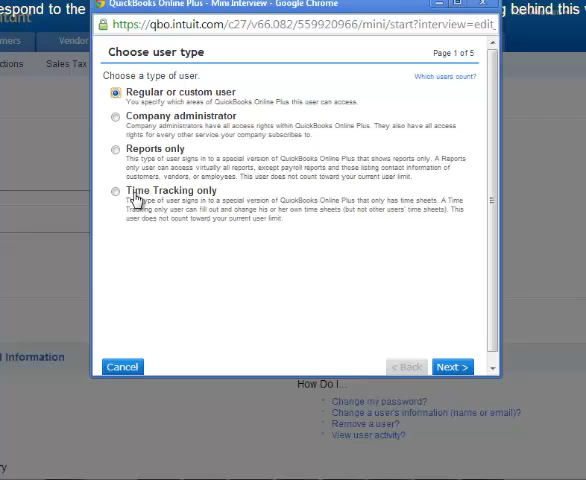 QuickBooks Online Plus - Mini Interview - Google Chrome
espond to the
behind this
https://qbo.intuit.com/c27/v66.082/559920966/mini/start?interview=edit_
mers
Vendor
Choose user type
Page 1 of 5
ctions
Sales Tax
Choose a type of user.
Which users count?
Regular or custom user
You specify which areas of QuickBooks Online Plus this user can access.
Company administrator
Company administrators have all access rights within QuickBooks Online Plus. They also have all access
rights for every other service your company subscribes to.
Reports only
This type of user signs in to a special version of QuickBooks Online Plus that shows reports only. A Reports
only user can access virtually all reports, except payroll reports and those listing contact information of
customers, vendors, or employees. This user does not count toward your current user limit.
Time Tracking only
type of user signs in to a special version of QuickBooks Online Plus that only has time sheets. A Time
Tracking only user can fill out and change his or her own time sheets (but not other users' time sheets). This
user does not count toward your current user limit.
l Information
Cancel
< Back
Next >
How Do I...
Change my password?
Change a user's information (name or email)?
Remove a user?
View user activity?
ry